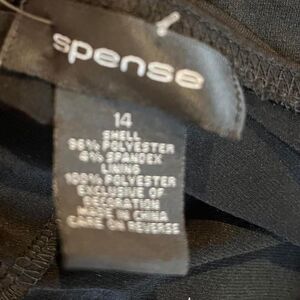 spense
14
SHELL
96% POLYESTER
4% SPANDEX
LINING
100% POLYESTER
EXCLUSIVE OF
DECORATION
MADE IN CHINA
CARE ON REVERSE